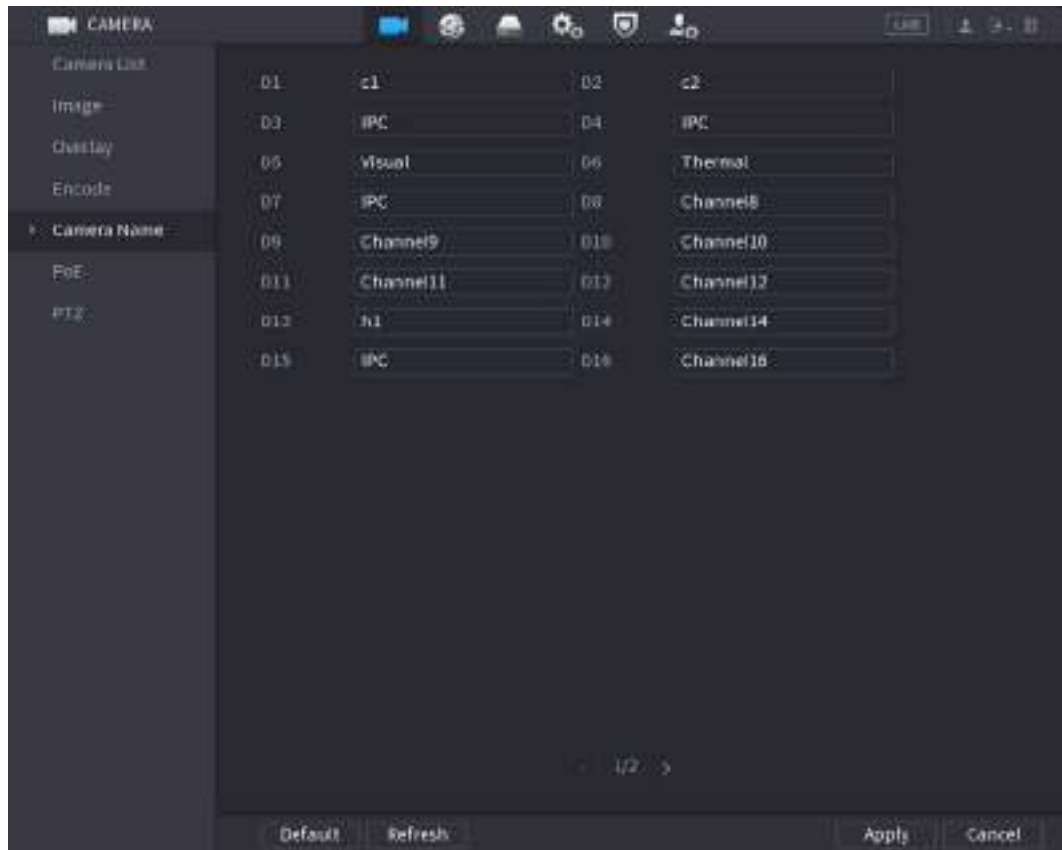 CAMERA
LIVE
Camera List
Image
Overlay
Encode
Camera Name
PoE
PTZ
D1 c1 D2 c2
D3 IPC D4 IPC
D5 Visual D6 Thermal
D7 IPC D8 Channel8
D9 Channel9 D10 Channel10
D11 Channel11 D12 Channel12
D13 h1 D14 Channel14
D15 IPC D16 Channel16
1/2
Default Refresh Apply Cancel